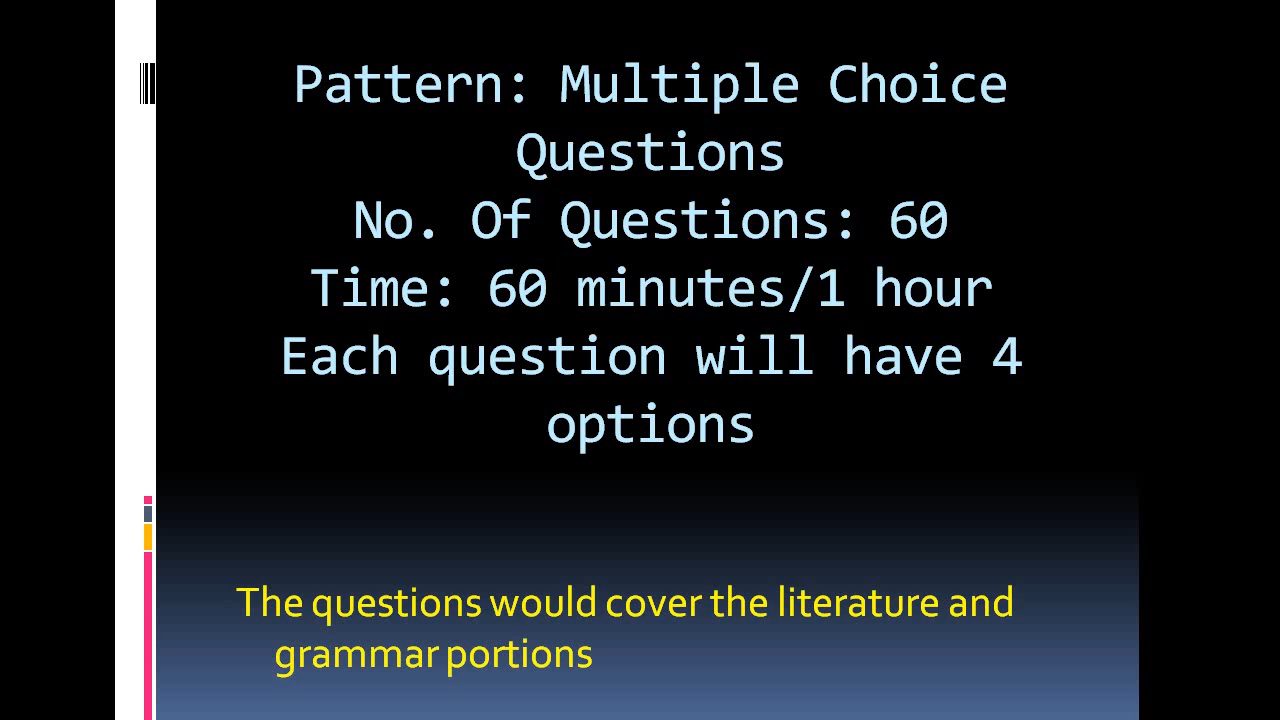 Pattern: Multiple Choice
Questions
No. Of Questions: 60
Time: 60 minutes/1 hour
Each question will have 4
options
The questions would cover the literature and
grammar portions